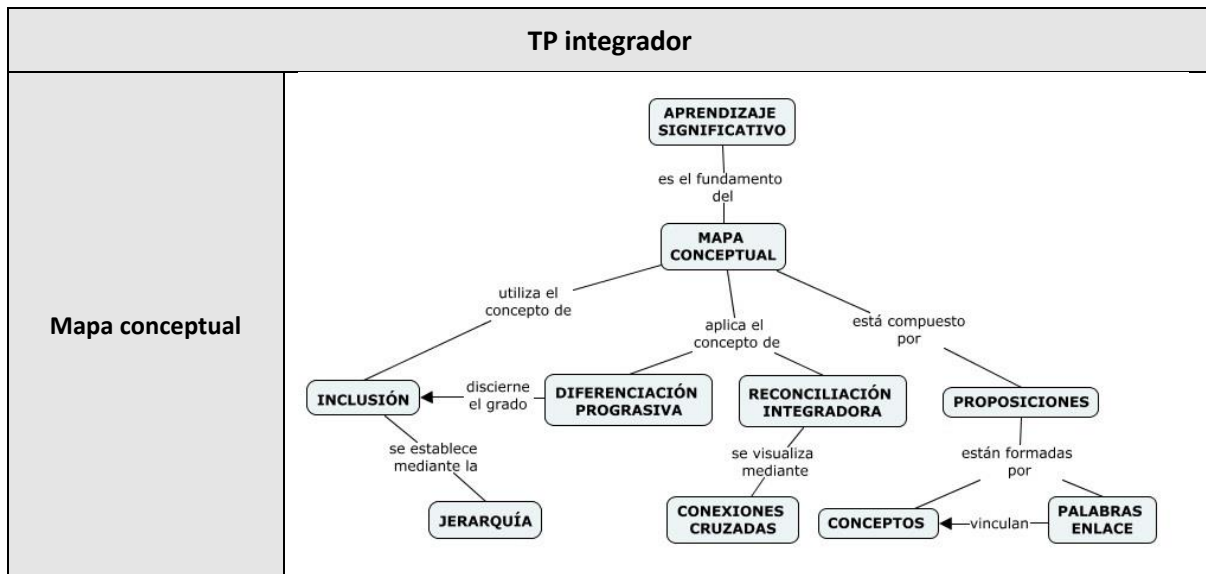 TP integrador
Mapa conceptual
APRENDIZAJE
SIGNIFICATIVO
es el fundamento
del
MAPA
CONCEPTUAL
utiliza el
concepto de
aplica el
concepto de
está compuesto
por
INCLUSIÓN
discierne
el grado
DIFERENCIACIÓN
PROGRASIVA
RECONCILIACIÓN
INTEGRADORA
PROPOSICIONES
se establece
mediante la
se visualiza
mediante
están formadas
por
JERARQUÍA
CONEXIONES
CRUZADAS
CONCEPTOS
vinculan
PALABRAS
ENLACE